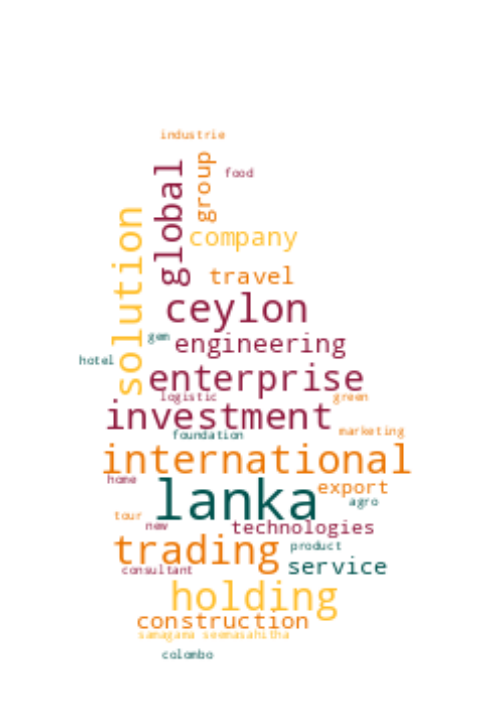 industrie
global
group
food
solution
company
travel
ceylon
gem
engineering
hotel
enterprise
logistic
green
investment
foundation
marketing
international
home
lanka
export
agro
tour
new
technologies
trading
product
service
consultant
holding
construction
samagama seemasahitha
colombo